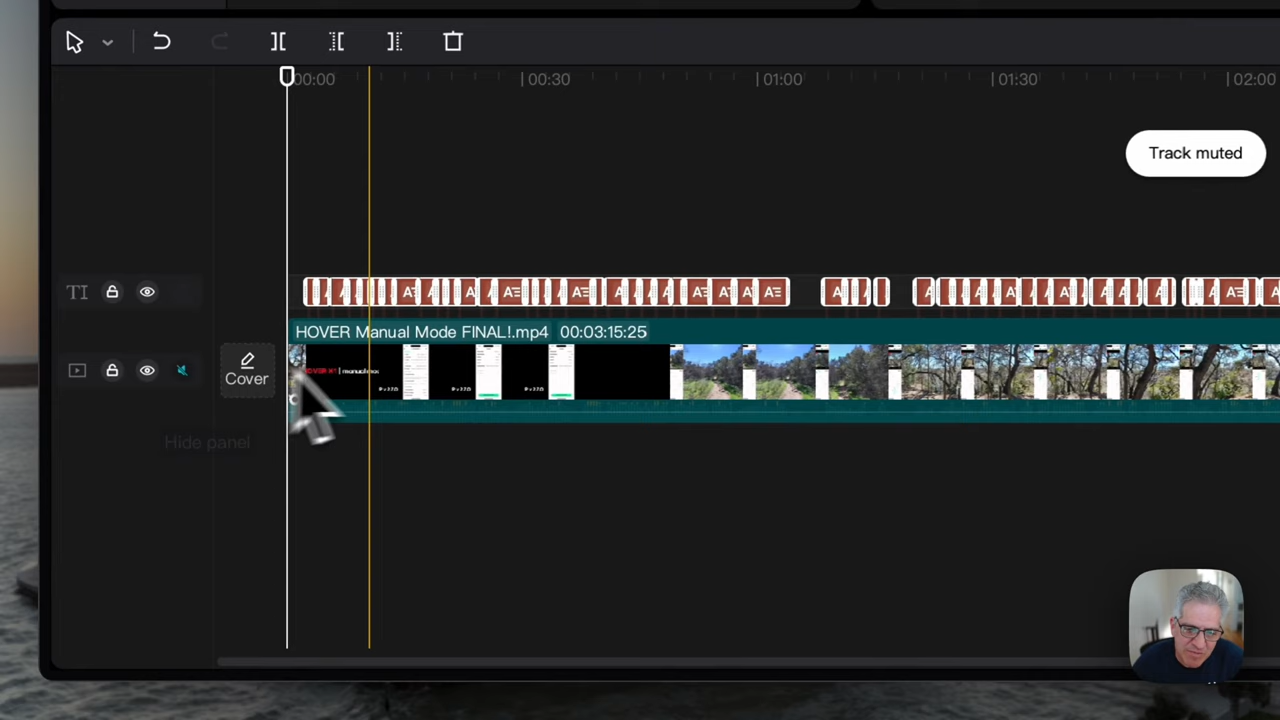 00:00
00:30
01:00
01:30
02:00
Track muted
TI
HOVER Manual Mode FINAL!.mp4 00:03:15:25
Cover
Hide panel